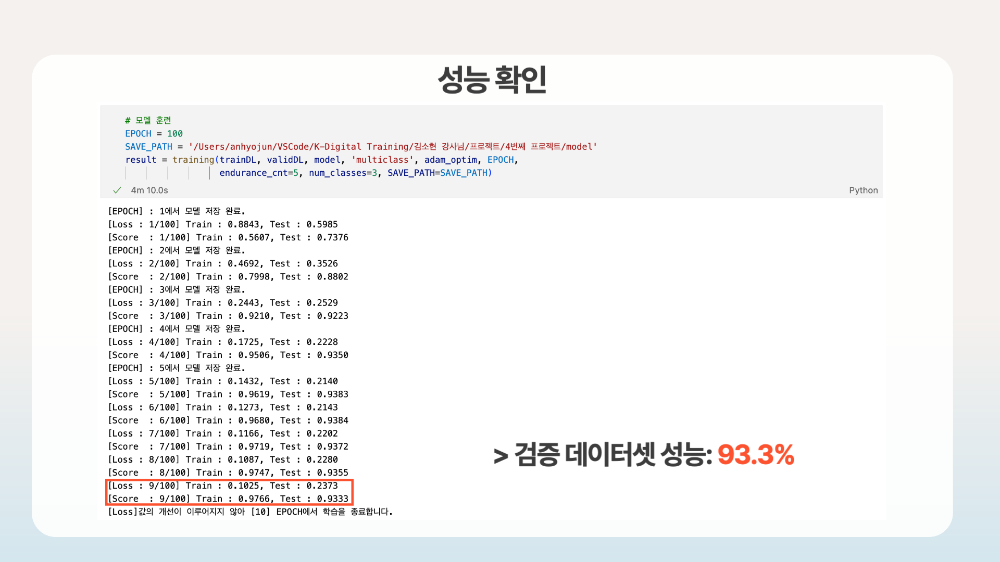 성능 확인
# 모델 훈련
EPOCH = 100
SAVE_PATH = '/Users/anhyojun/VSCode/K-Digital Training/김소현 강사님/프로젝트/4번째 프로젝트/model'
result = training(trainDL, validDL, model, 'multiclass', adam_optim, EPOCH,
endurance_cnt=5, num_classes=3, SAVE_PATH=SAVE_PATH)
4m 10.0s
Python
[EPOCH] : 1에서 모델 저장 완료.
[Loss : 1/100] Train : 0.8843, Test : 0.5985
[Score  : 1/100] Train : 0.5607, Test : 0.7376
[EPOCH] : 2에서 모델 저장 완료.
[Loss : 2/100] Train : 0.4692, Test : 0.3526
[Score  : 2/100] Train : 0.7998, Test : 0.8802
[EPOCH] : 3에서 모델 저장 완료.
[Loss : 3/100] Train : 0.2443, Test : 0.2529
[Score  : 3/100] Train : 0.9210, Test : 0.9223
[EPOCH] : 4에서 모델 저장 완료.
[Loss : 4/100] Train : 0.1725, Test : 0.2228
[Score  : 4/100] Train : 0.9506, Test : 0.9350
[EPOCH] : 5에서 모델 저장 완료.
[Loss : 5/100] Train : 0.1432, Test : 0.2140
[Score  : 5/100] Train : 0.9619, Test : 0.9383
[Loss : 6/100] Train : 0.1273, Test : 0.2143
[Score  : 6/100] Train : 0.9680, Test : 0.9384
[Loss : 7/100] Train : 0.1166, Test : 0.2202
[Score  : 7/100] Train : 0.9719, Test : 0.9372
[Loss : 8/100] Train : 0.1087, Test : 0.2280
[Score  : 8/100] Train : 0.9747, Test : 0.9355
[Loss : 9/100] Train : 0.1025, Test : 0.2373
[Score  : 9/100] Train : 0.9766, Test : 0.9333
[Loss]값의 개선이 이루어지지 않아 [10] EPOCH에서 학습을 종료합니다.
> 검증 데이터셋 성능: 93.3%